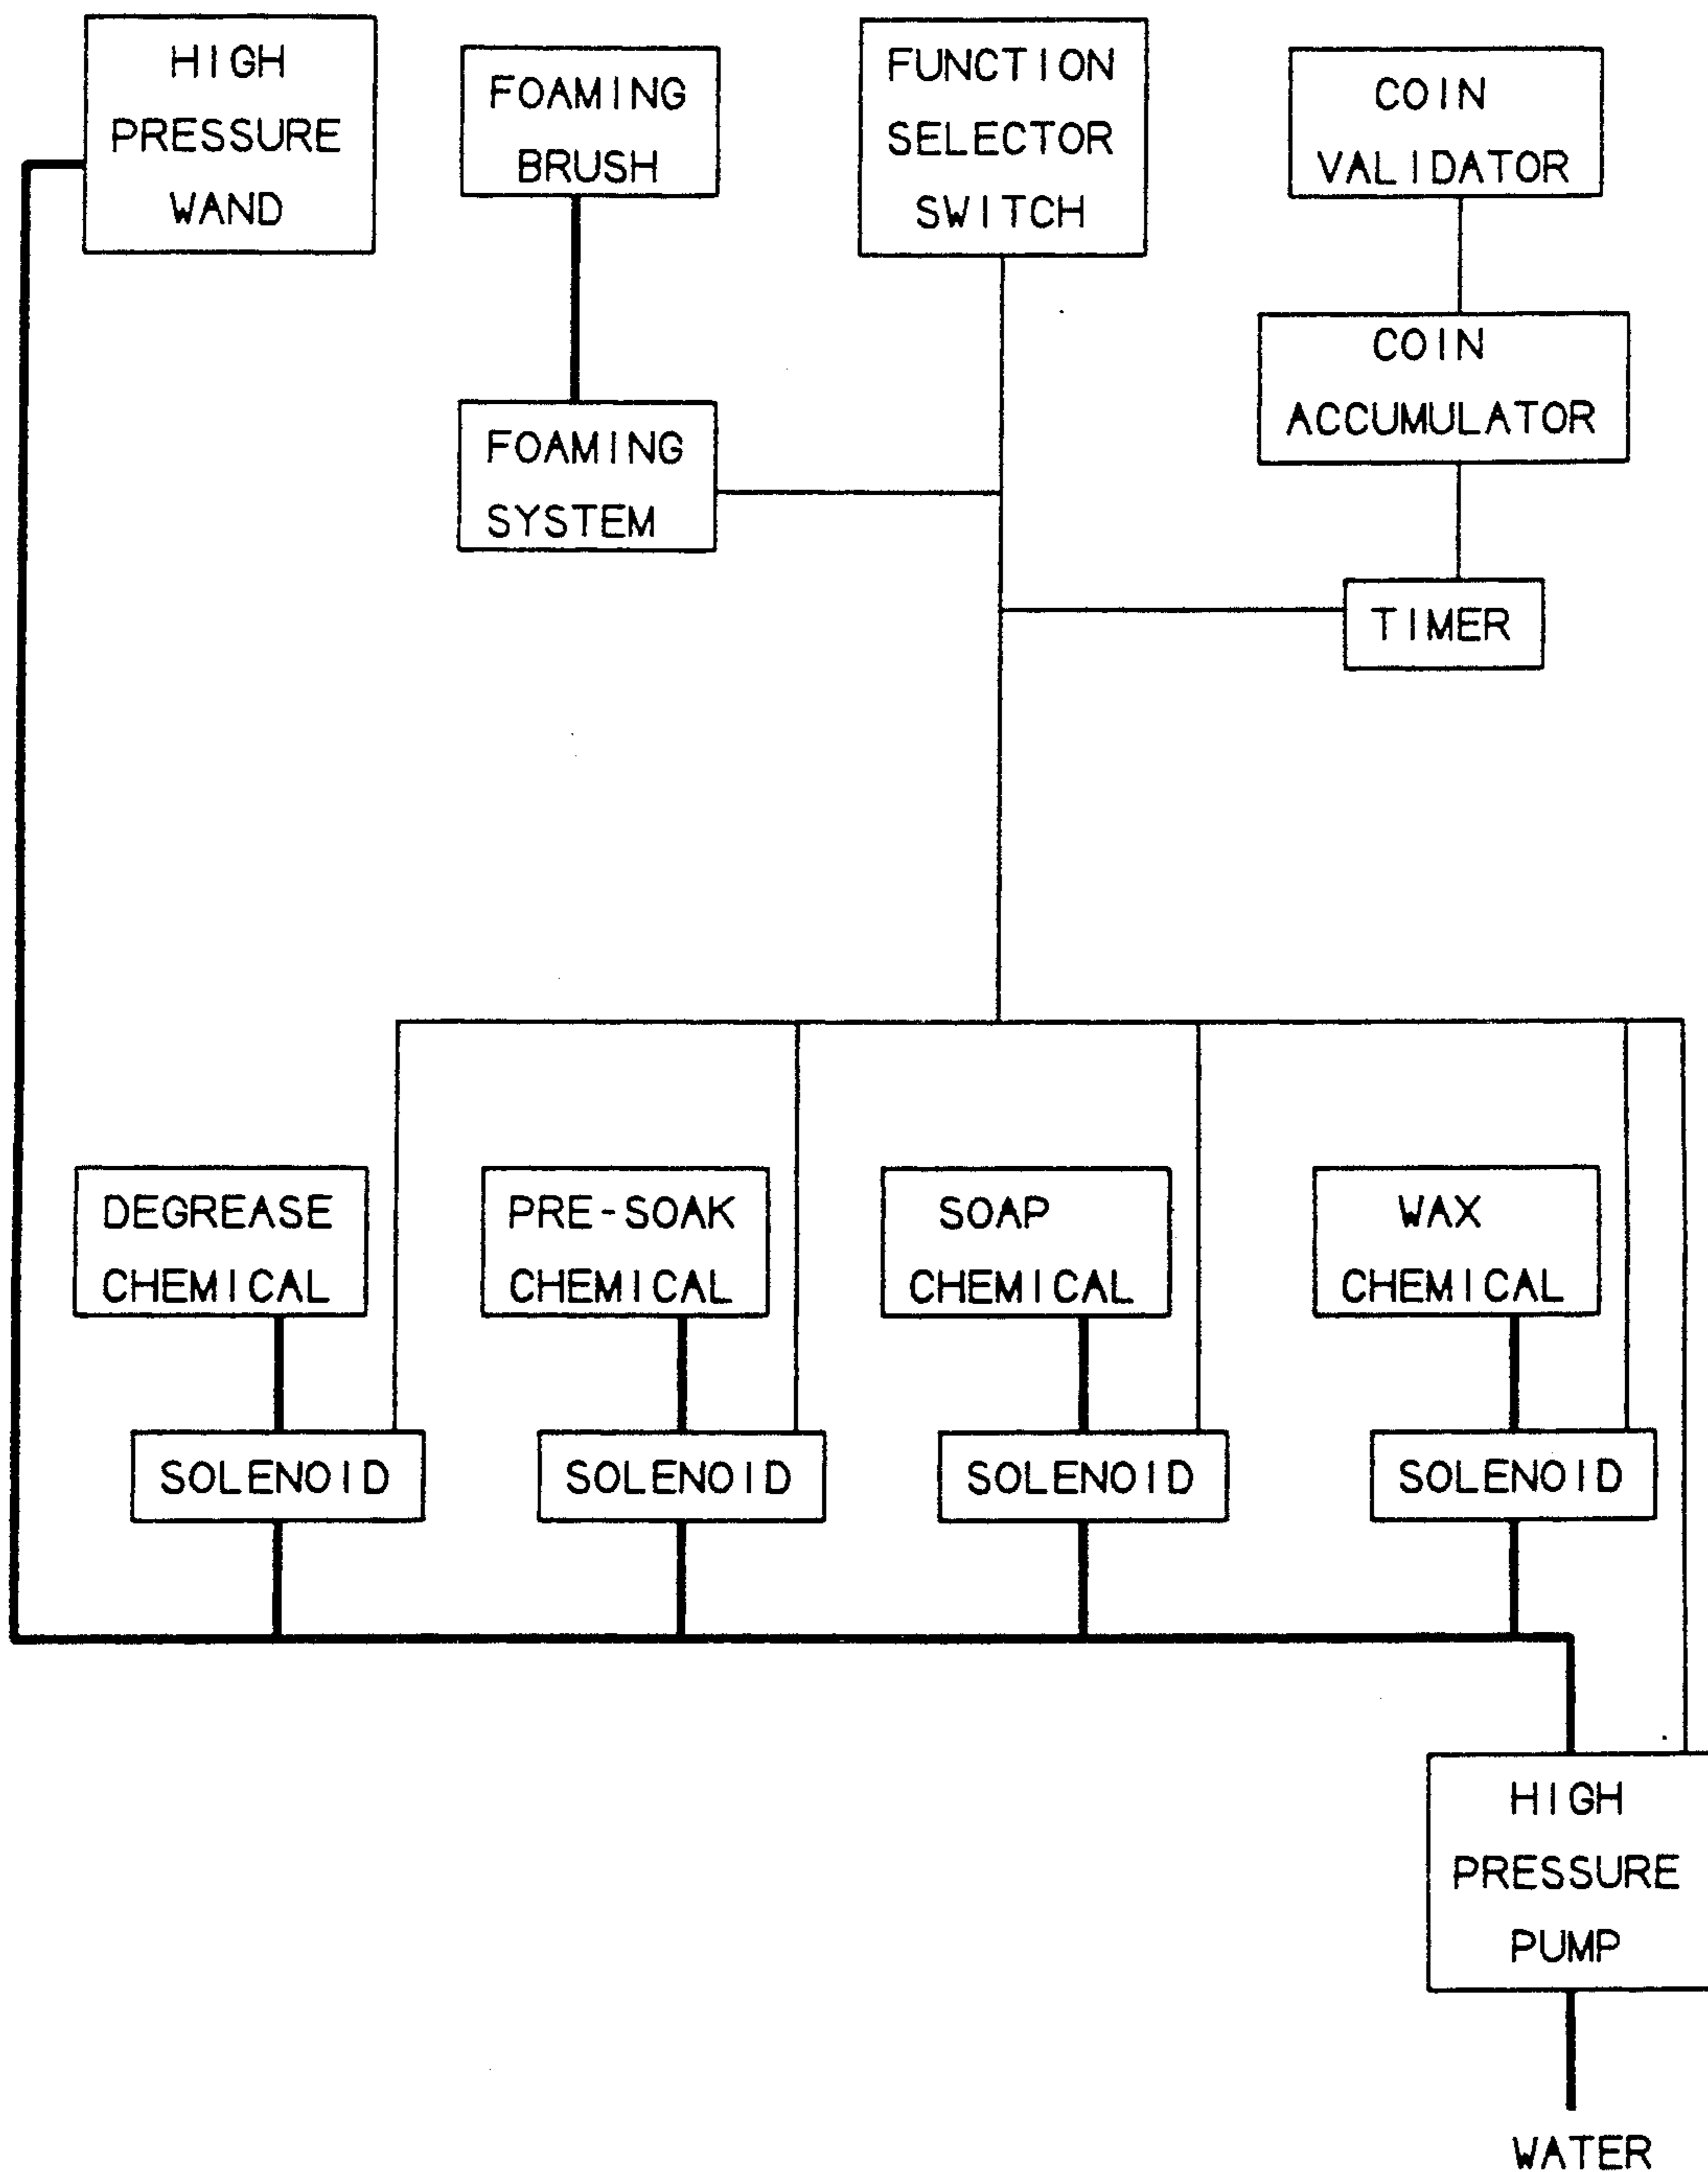 HIGH
PRESSURE
WAND
FOAMING
BRUSH
FUNCTION
SELECTOR
SWITCH
COIN
VALIDATOR
COIN
ACCUMULATOR
FOAMING
SYSTEM
TIMER
DEGREASE
CHEMICAL
PRE-SOAK
CHEMICAL
SOAP
CHEMICAL
WAX
CHEMICAL
SOLENOID
SOLENOID
SOLENOID
SOLENOID
HIGH
PRESSURE
PUMP
WATER